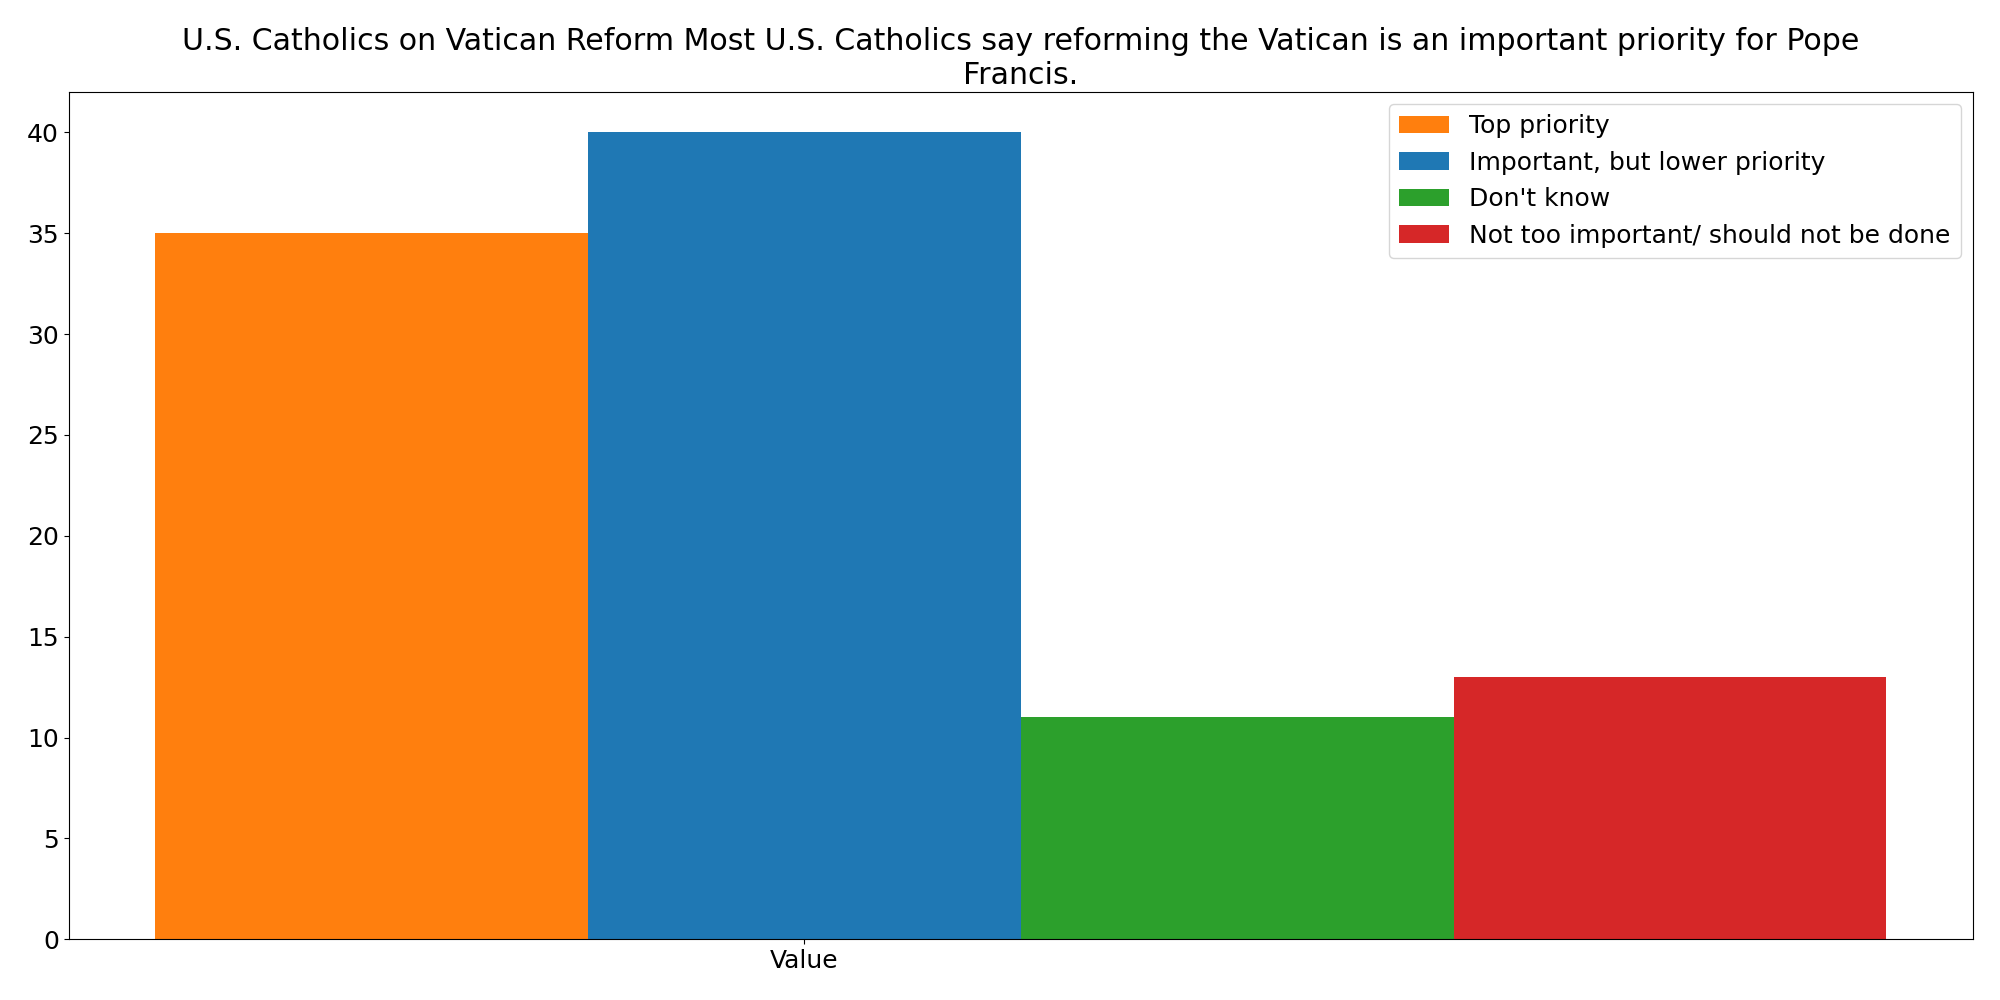 U.S. Catholics on Vatican Reform Most U.S. Catholics say reforming the Vatican is an important priority for Pope
Francis.
40
35
30
25
20
15
10
5
0
Top priority
Important, but lower priority
Don't know
Not too important/ should not be done
Value